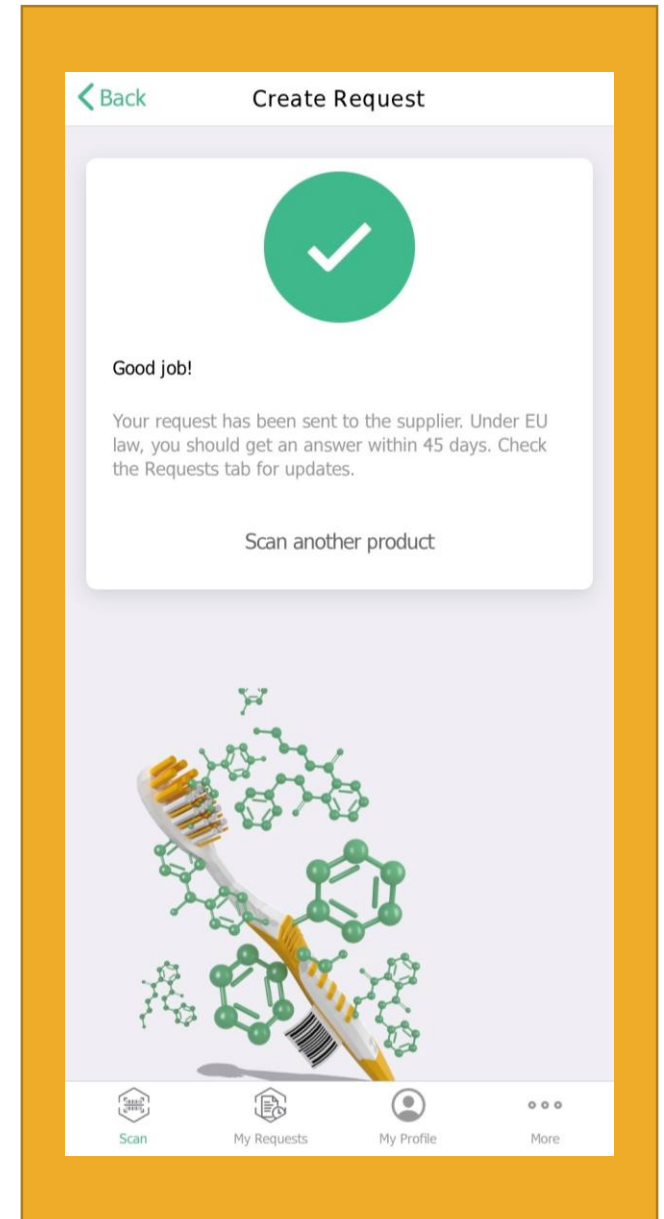 Back
Create Request
Good job!
Your request has been sent to the supplier. Under EU
law, you should get an answer within 45 days. Check
the Requests tab for updates.
Scan another product
Scan
My Requests
My Profile
More